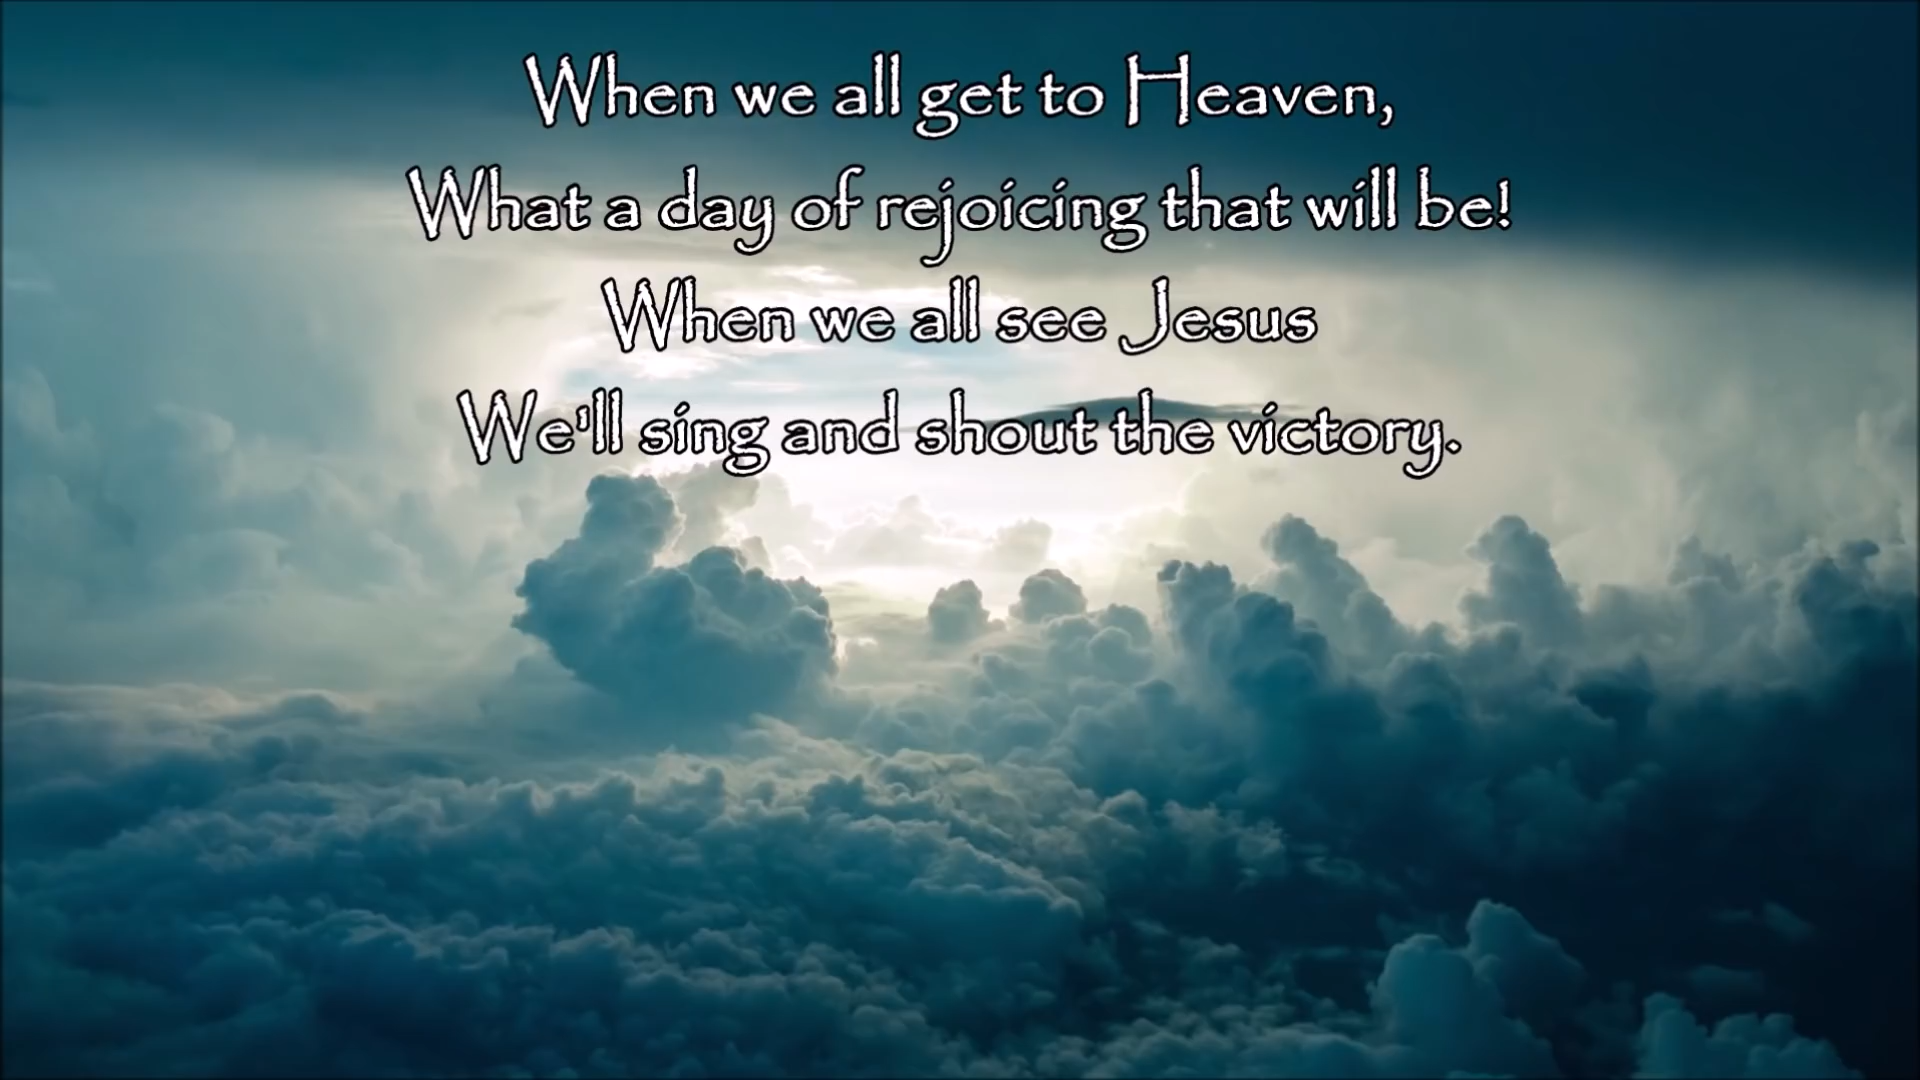 When we all get to Heaven,
What a day of rejoicing that will be!
When we all see Jesus
We'll sing and shout the victory.